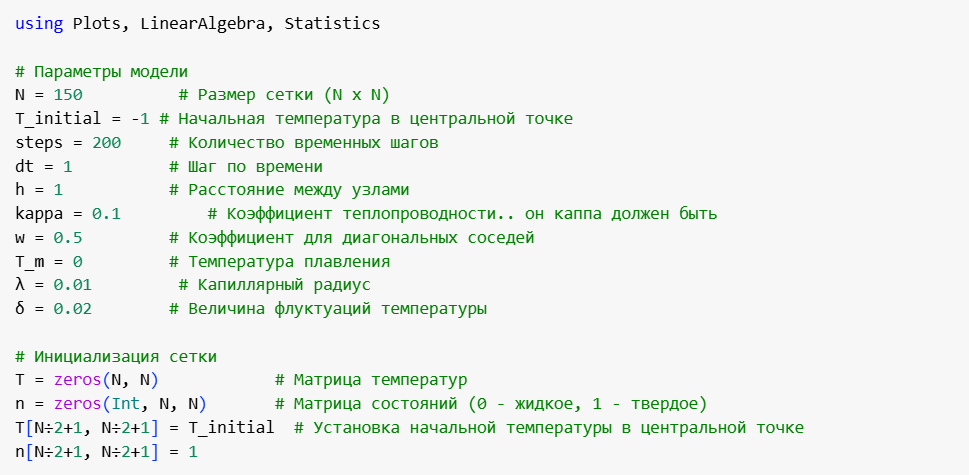 using Plots, LinearAlgebra, Statistics
# Параметры модели
N = 150          # Размер сетки (N x N)
T_initial = -1 # Начальная температура в центральной точке
steps = 200     # Количество временных шагов
dt = 1          # Шаг по времени
h = 1           # Расстояние между узлами
kappa = 0.1         # Коэффициент теплопроводности.. он каппа должен быть
w = 0.5         # Коэффициент для диагональных соседей
T_m = 0         # Температура плавления
λ = 0.01         # Капиллярный радиус
δ = 0.02        # Величина флуктуаций температуры
# Инициализация сетки
T = zeros(N, N)            # Матрица температур
n = zeros(Int, N, N)       # Матрица состояний (0 - жидкое, 1 - твердое)
T[N÷2+1, N÷2+1] = T_initial  # Установка начальной температуры в центральной точке
n[N÷2+1, N÷2+1] = 1